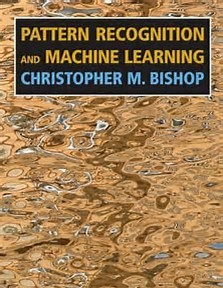 PATTERN RECOGNITION
AND MACHINE LEARNING
CHRISTOPHER M. BISHOP